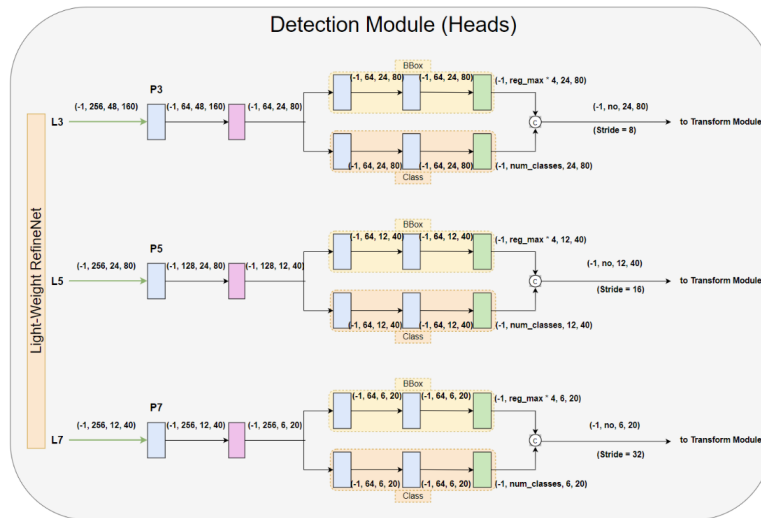 Detection Module (Heads)
Light-Weight RefineNet
BBox
(-1, 64, 24, 80) (-1, 64, 24, 80) (-1, reg_max * 4, 24, 80)
P3
(-1, 256, 48, 160) (-1, 64, 48, 160) (-1, 64, 24, 80)
L3
C
(-1, no, 24, 80)
to Transform Module
(Stride = 8)
(-1, 64, 24, 80) (-1, 64, 24, 80) (-1, num_classes, 24, 80)
Class
BBox
(-1, 64, 12, 40) (-1, 64, 12, 40) (-1, reg_max * 4, 12, 40)
P5
(-1, 256, 24, 80) (-1, 128, 24, 80) (-1, 128, 12, 40)
L5
C
(-1, no, 12, 40)
to Transform Module
(Stride = 16)
(-1, 64, 12, 40) (-1, 64, 12, 40) (-1, num_classes, 12, 40)
Class
BBox
(-1, 64, 6, 20) (-1, 64, 6, 20) (-1, reg_max * 4, 6, 20)
P7
(-1, 256, 12, 40) (-1, 256, 12, 40) (-1, 256, 6, 20)
L7
C
(-1, no, 6, 20)
to Transform Module
(Stride = 32)
(-1, 64, 6, 20) (-1, 64, 6, 20) (-1, num_classes, 6, 20)
Class